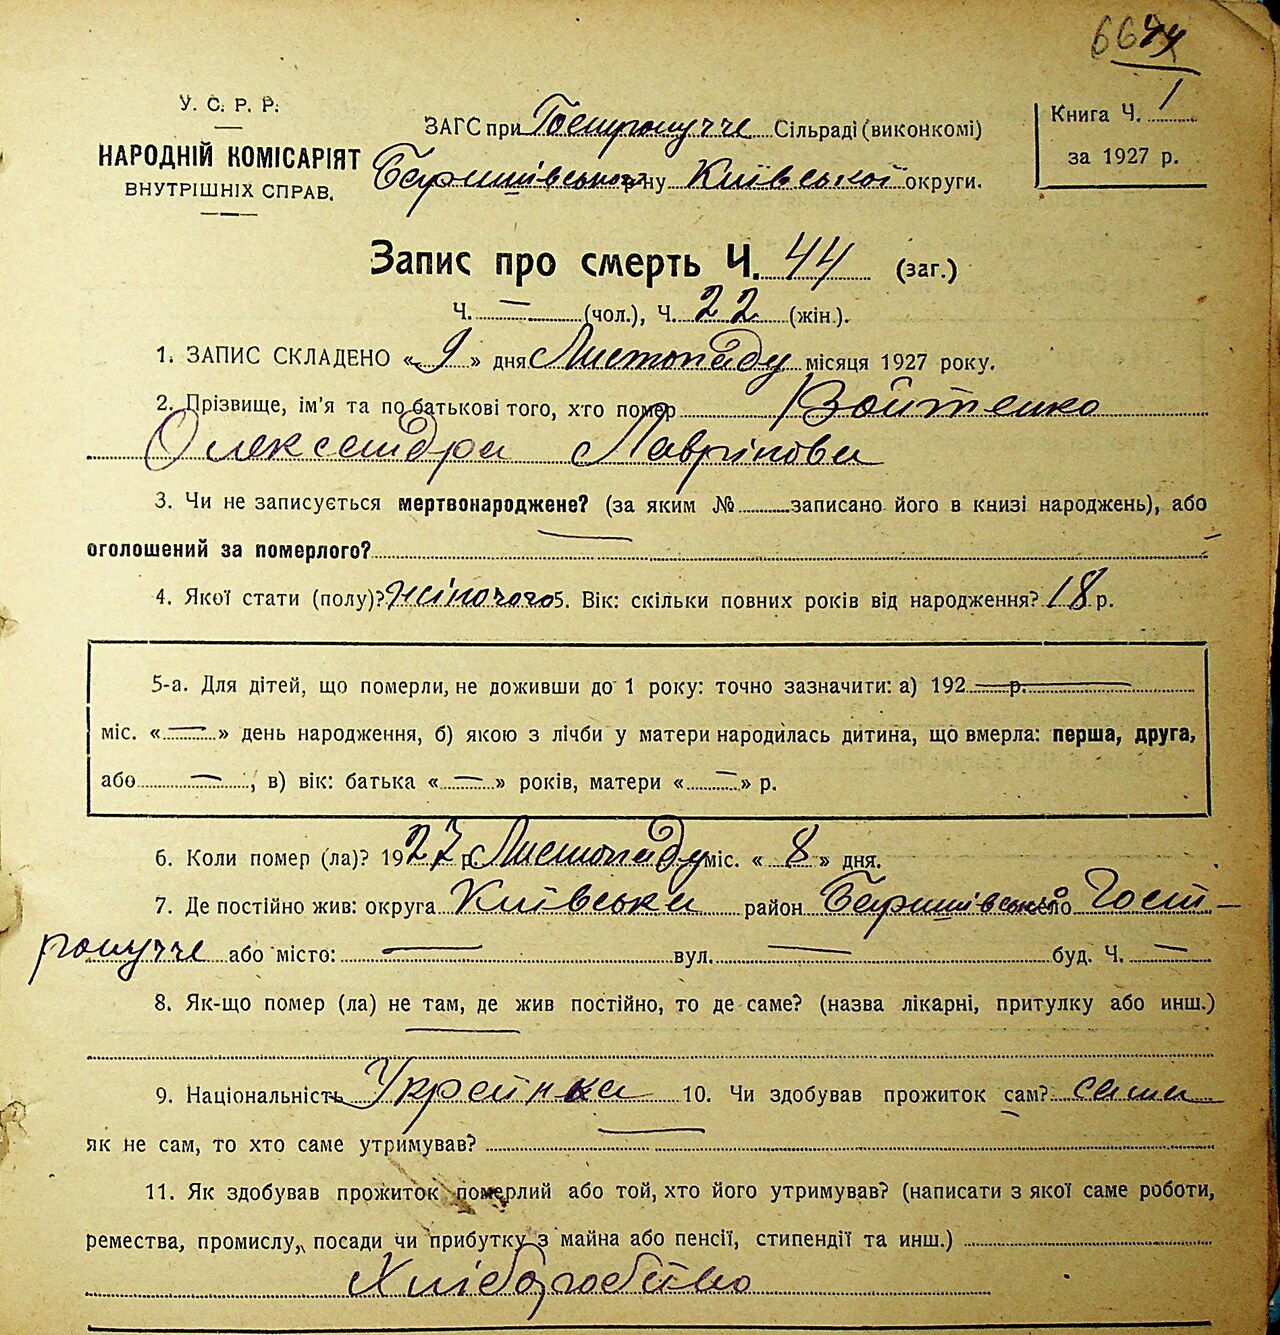 44
У. С. Р. Р.
НАРОДНІЙ КОМІСАРІЯТ
ВНУТРІШНІХ СПРАВ.
ЗАГС при Гостролуччє Сільраді (виконкомі)
Баришівського р-ну Київської округи.
Книга Ч. 1
за 1927 р.
Запис про смерть Ч. 44 (заг.)
Ч. — (чол.), Ч. 22 (жін.).
1. ЗАПИС СКЛАДЕНО « 9 » дня Листопаду місяця 1927 року.
2. Прізвище, ім'я та по батькові того, хто помер Войтенко
Олександра Лаврінова
3. Чи не записується мертвонароджене? (за яким № записано його в книзі народжень), або
оголошений за померлого? —
4. Якої стати (полу)? жіночого 5. Вік: скільки повних років від народження? 18 р.
5-а. Для дітей, що померли, не доживши до 1 року: точно зазначити: а) 192 — р.
міс. « — » день народження, б) якою з лічби у матери народилась дитина, що вмерла: перша, друга,
або — , в) вік: батька « — » років, матери « — » р.
6. Коли помер (ла)? 1927 р. Листопаду міс. « 8 » дня.
7. Де постійно жив: округа Київська район Баришівський село Гост-
ролуччє або місто: — вул. — буд. Ч. —
8. Як-що помер (ла) не там, де жив постійно, то де саме? (назва лікарні, притулку або инш.)
—
9. Національність Українка 10. Чи здобував прожиток сам? сама
як не сам, то хто саме утримував? —
11. Як здобував прожиток померлий або той, хто його утримував? (написати з якої саме роботи,
ремества, промислу, посади чи прибутку з майна або пенсії, стипендії та инш.)
Хліборобство